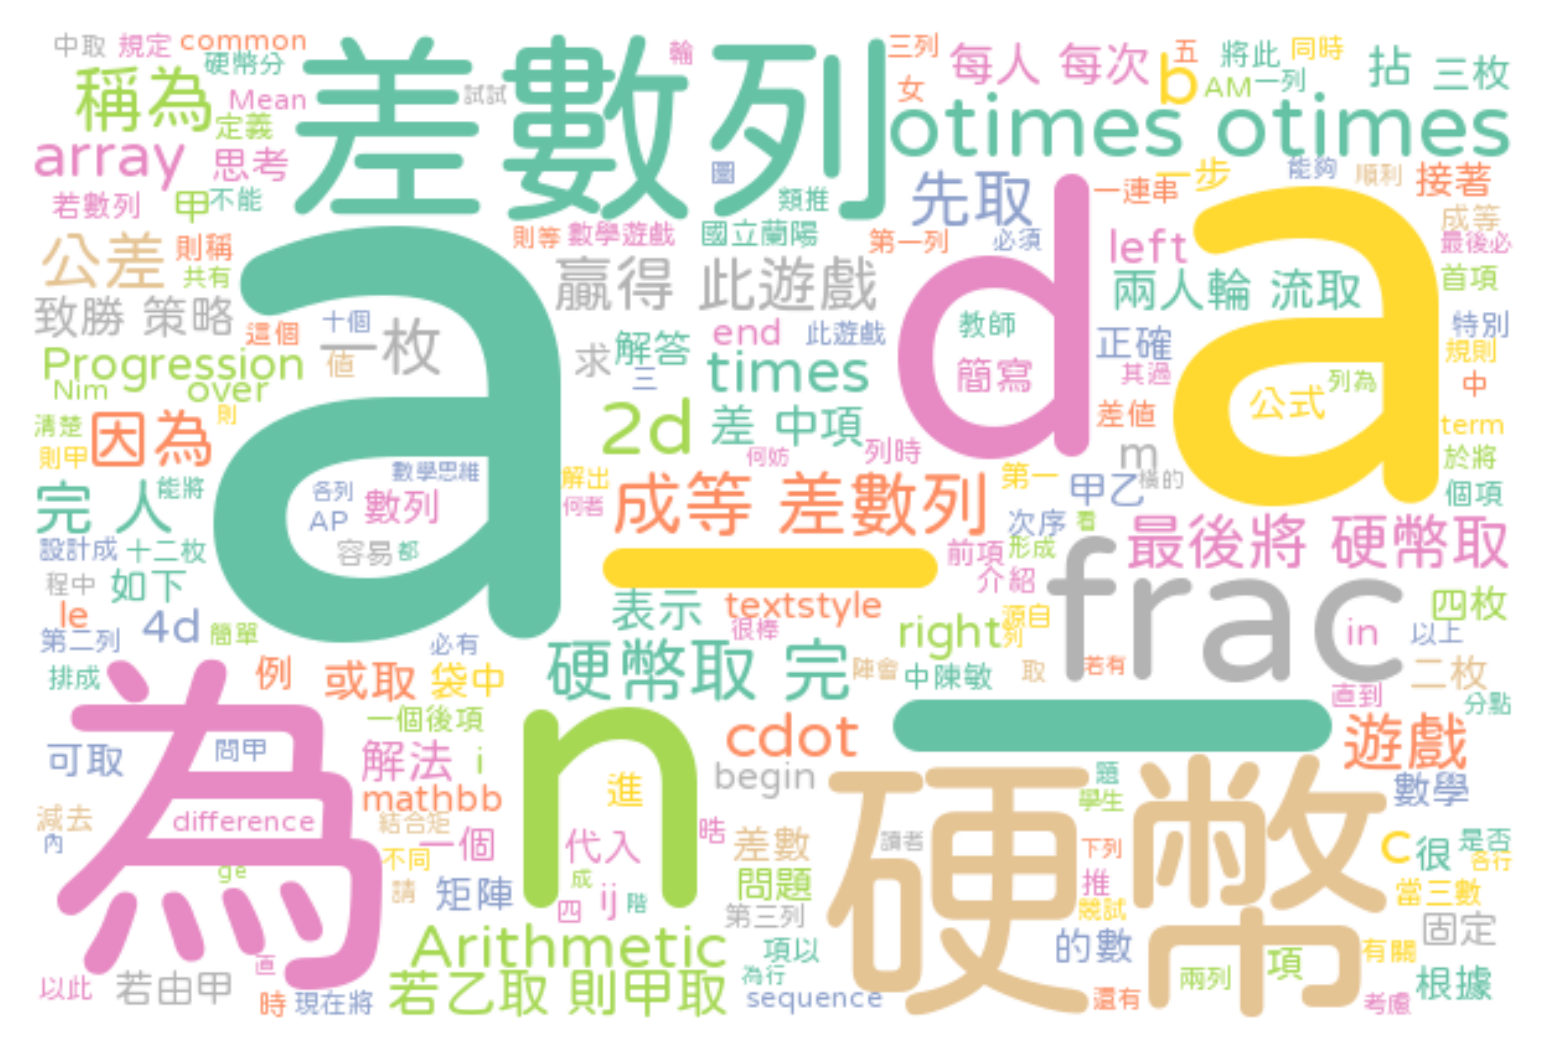 中取 規定 common 差數列 輪 三列 每人 每次 五 將此 同時
硬幣分 拈 三枚
稱為 Mean 試試 女 b AM 一列
定義 otimes otimes
array 思考 圖 能夠 順利 接著
若數列 甲 不能 類推 先取 一連串 一步 成等
公差 則稱 則等 數學遊戲 國立蘭陽 第一列 必須 left 最後必
共有 a 贏得 此遊戲 d a 兩人輪 流取 首項
致勝 策略 這個 十個 一枚 end 此遊戲 教師 正確 特別
Progression 值 求 解答 times 簡寫 其過 列為 規則
Nim over 三 公式 中
清楚 因為 則 2d 差 中項 差值 term
則甲 數學思維 何妨 列時 m 於將
完 人 能將 各列 數列 解出 成等 差數列 第一 甲乙 橫的 個項
AP 何者 次序 看
設計成 十二枚 容易 都 前項 形成 最後將 硬幣取
程中 如下 介紹 frac 四枚
le 4d 簡單 表示 textstyle 很棒 right 源自 列 in 以上
第二列 必有
排成 為 例 或取 袋中 硬幣取 完 陣會 中陳敏 取 若有 二枚
一個後項 n 直到 分點
可取 問甲 解法 i cdot 遊戲
mathbb 進 begin 硬幣 題 數學
減去 difference 結合矩 學生
內 一個 代入 晧 差數 讀者 下列 c 很 是否
ge 不同 各行
請 矩陣 成 ij 階 問題 推 當三數
四 第三列 競試 固定
Arithmetic 項以 的數 有關
以此 若由甲 直 若乙取 則甲取 為行 兩列 項 根據
時 現在將 sequence 還有 考慮